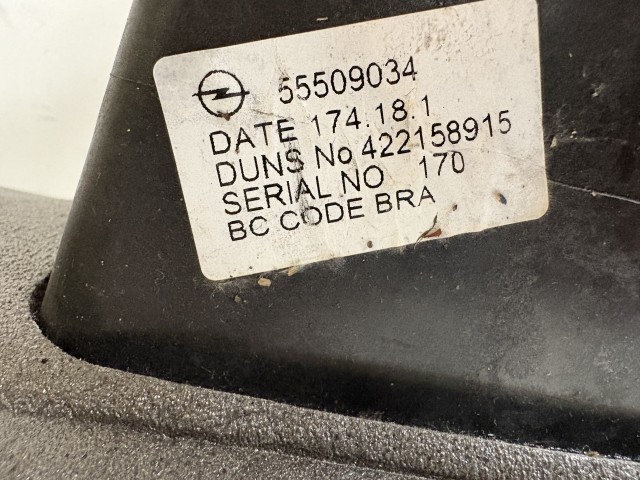 55509034
DATE 174.18.1
DUNS No 422158915
SERIAL NO 170
BC CODE BRA